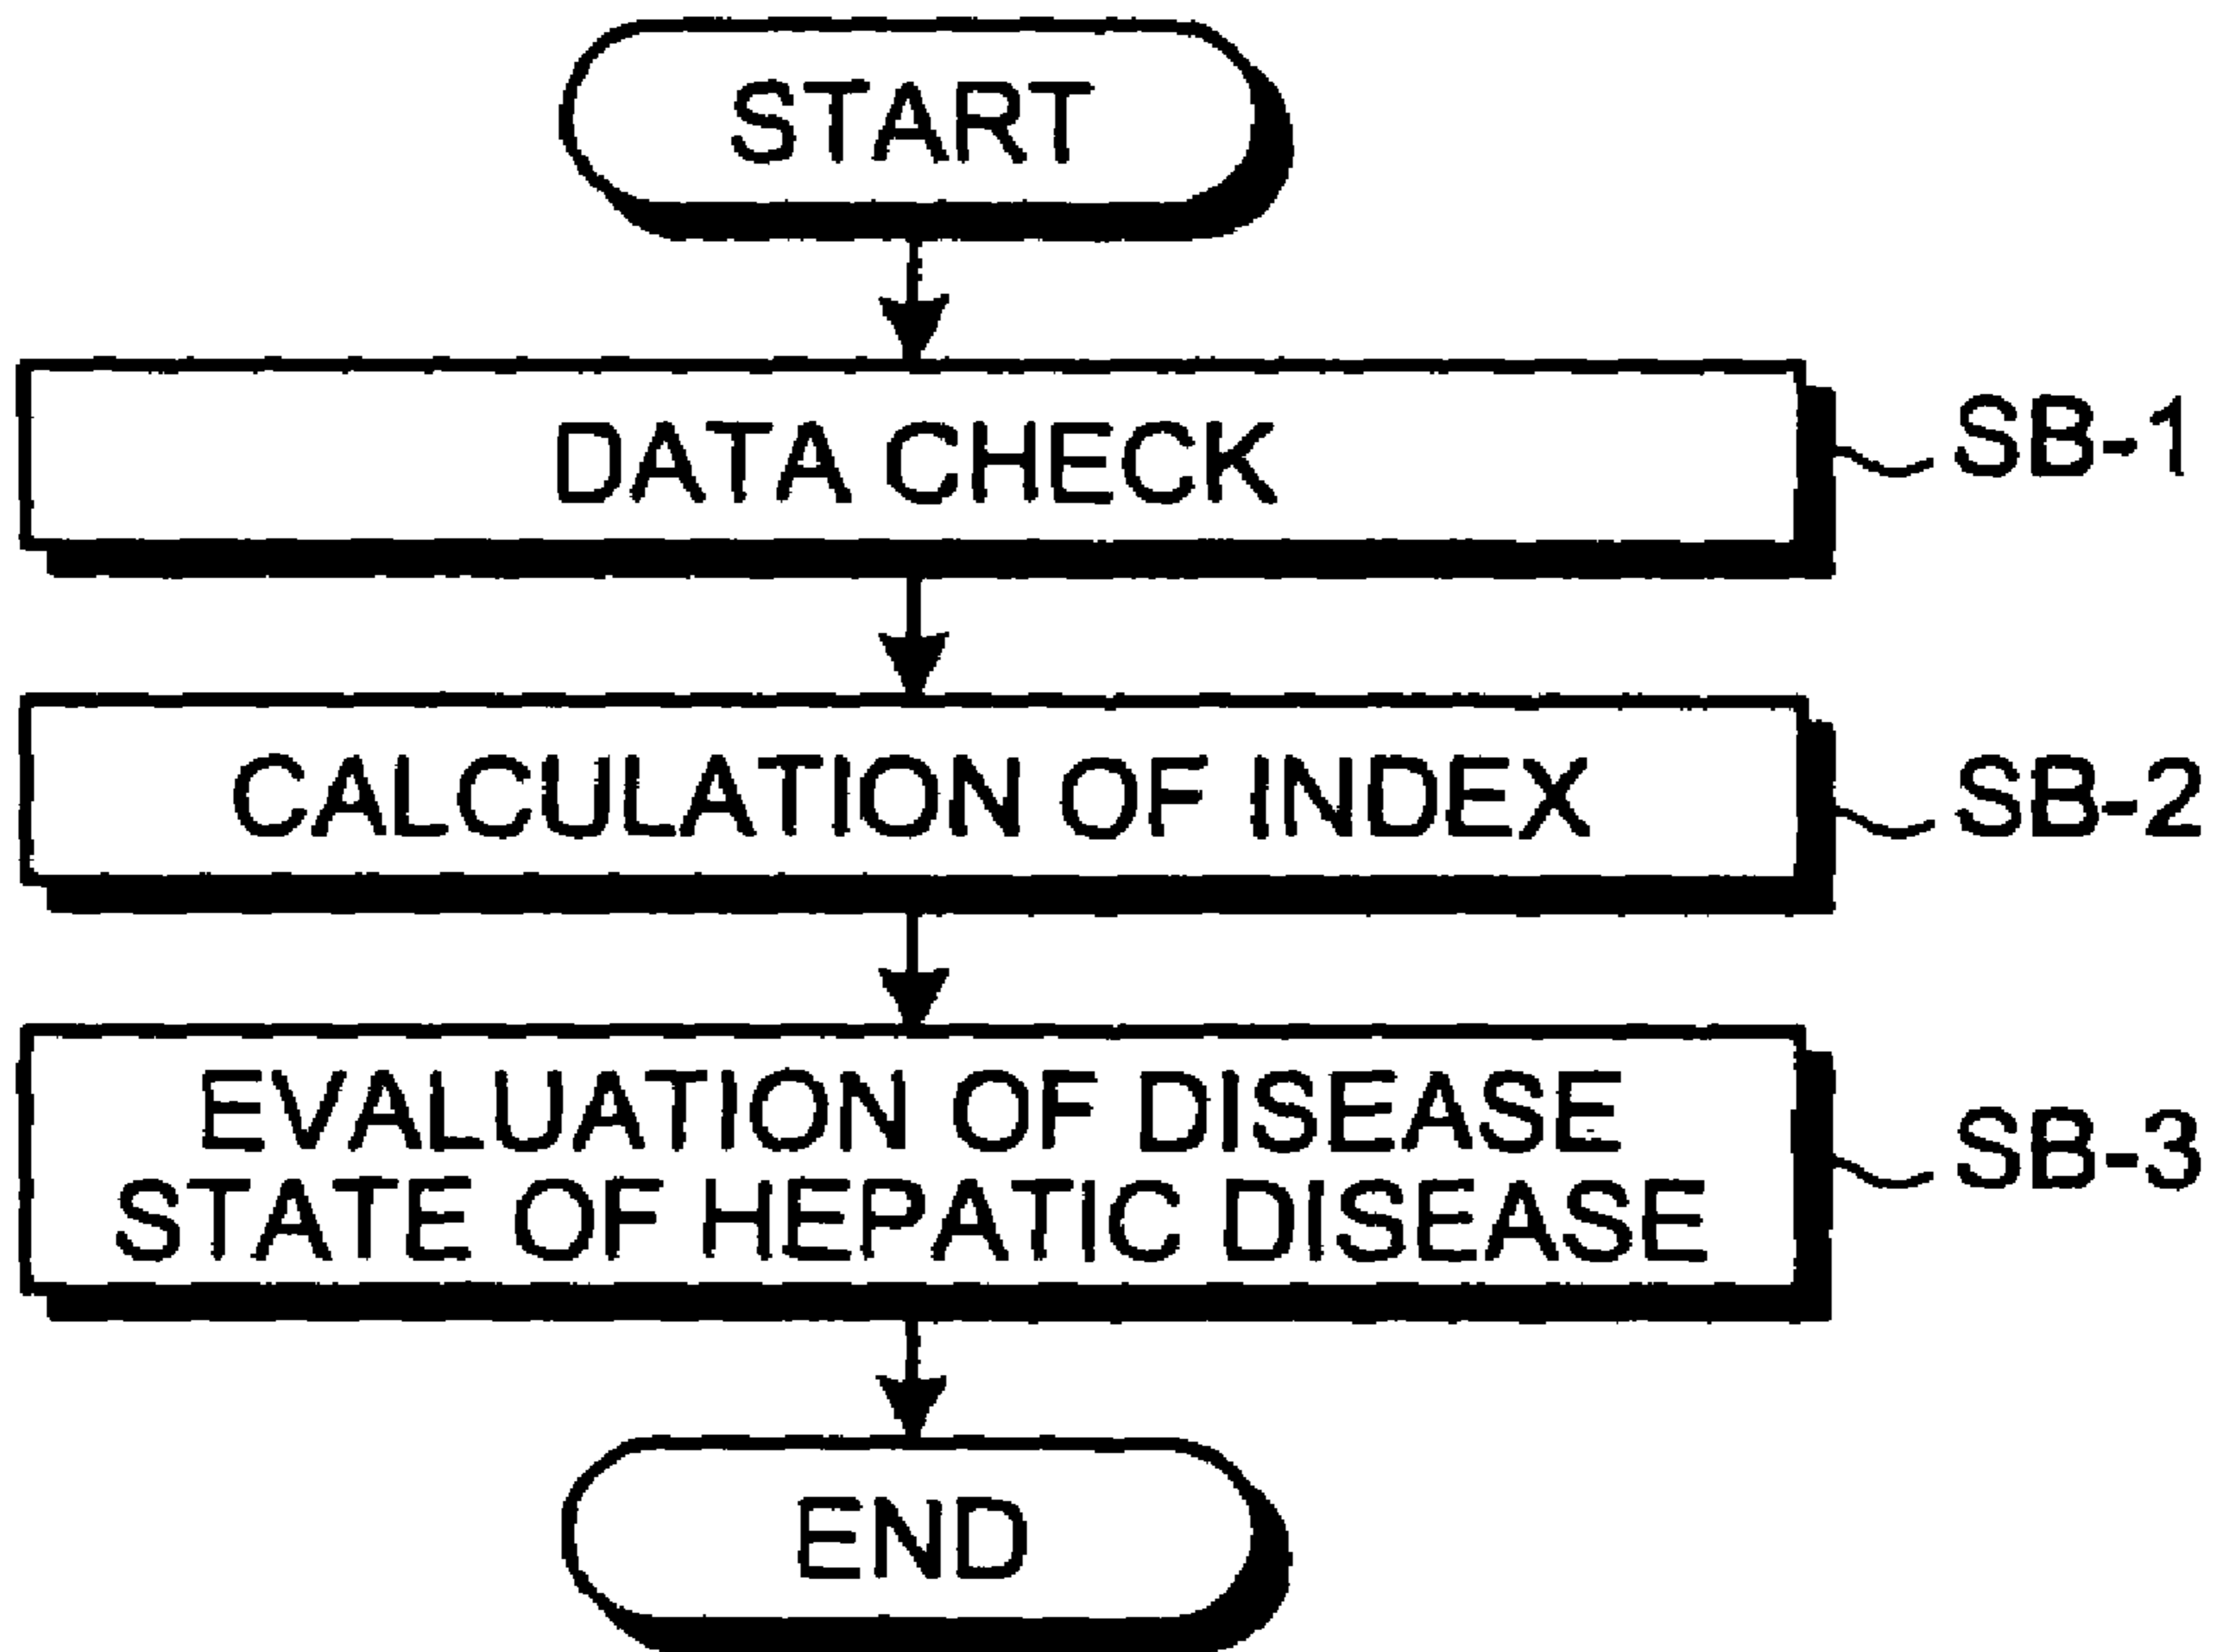 START
DATA CHECK
SB-1
CALCULATION OF INDEX
SB-2
EVALUATION OF DISEASE
STATE OF HEPATIC DISEASE
SB-3
END